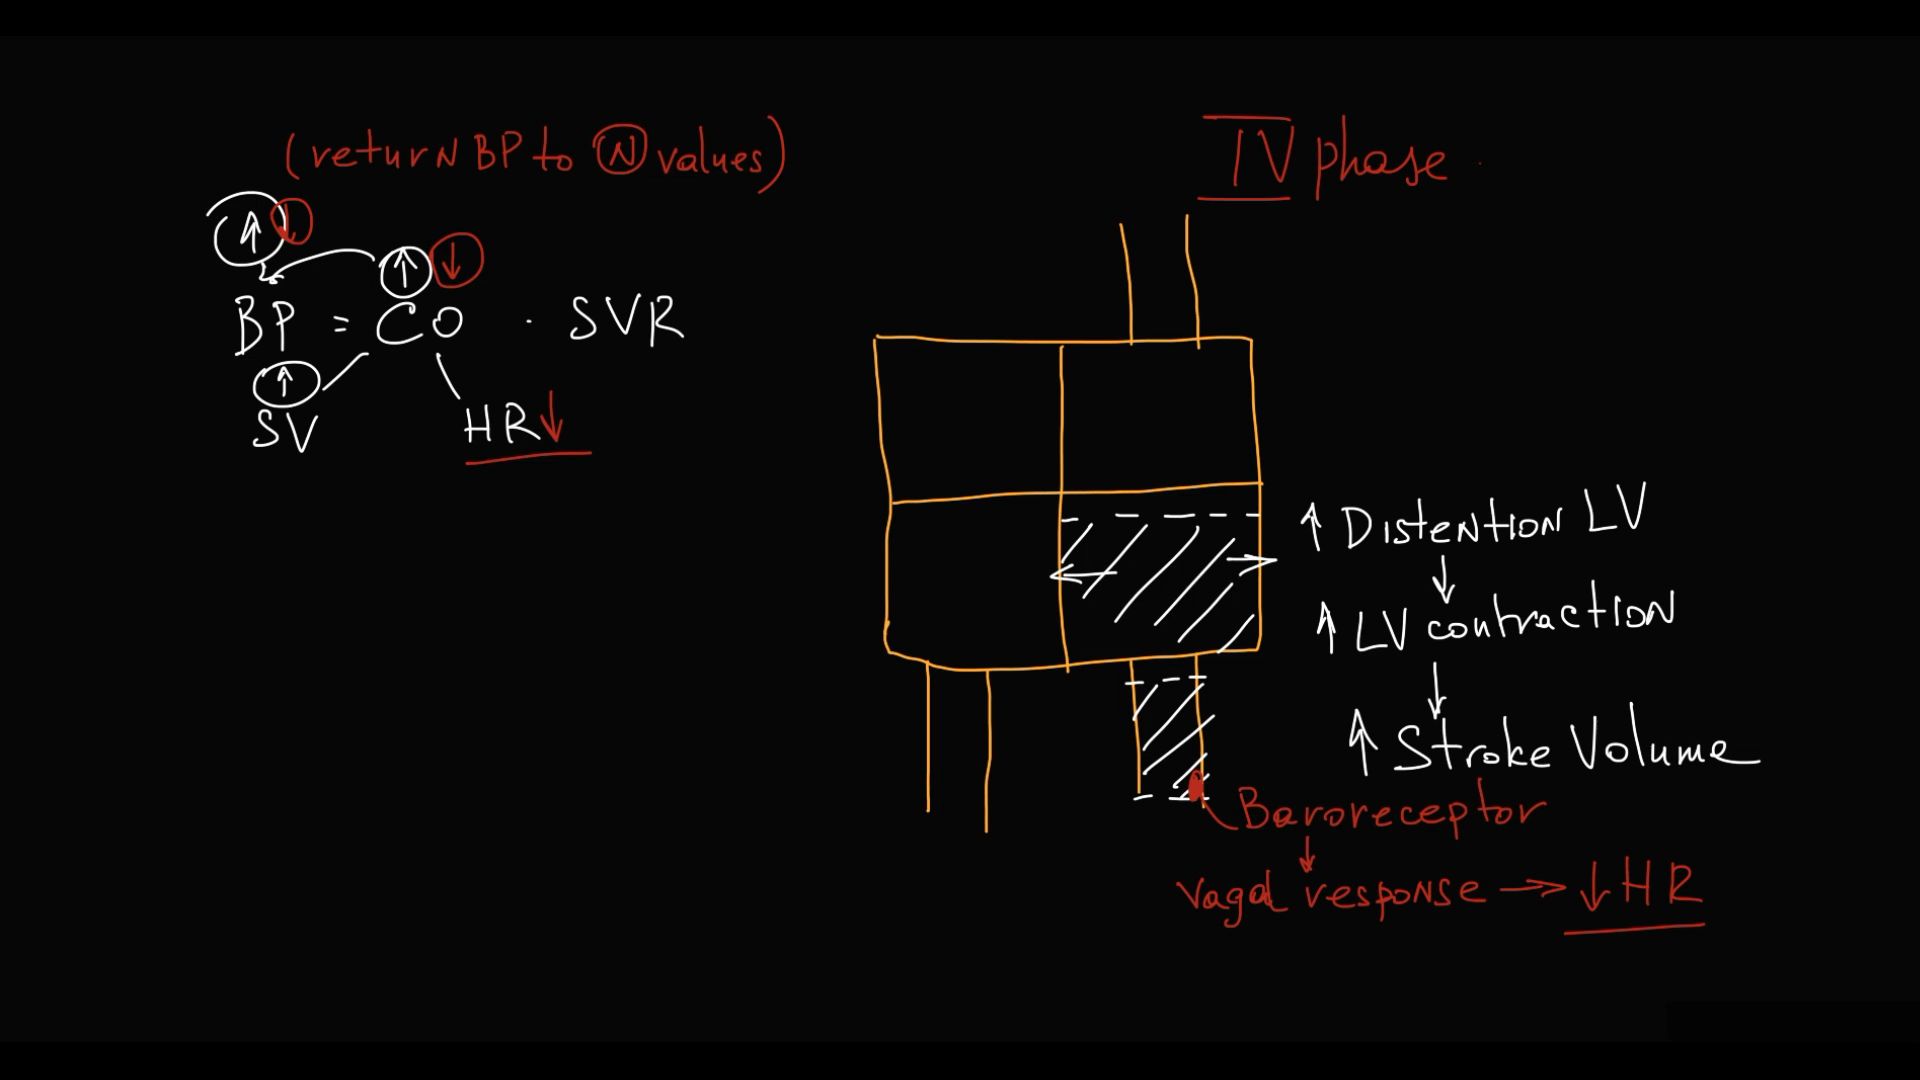 (return BP to N values)
IV phase
↑ ↓
↑ ↓
BP = CO · SVR
↑
SV
HR↓
↑ Distention LV
↓
↑ LV contraction
↓
↑ Stroke Volume
Baroreceptor
↓
Vagal response → ↓ HR